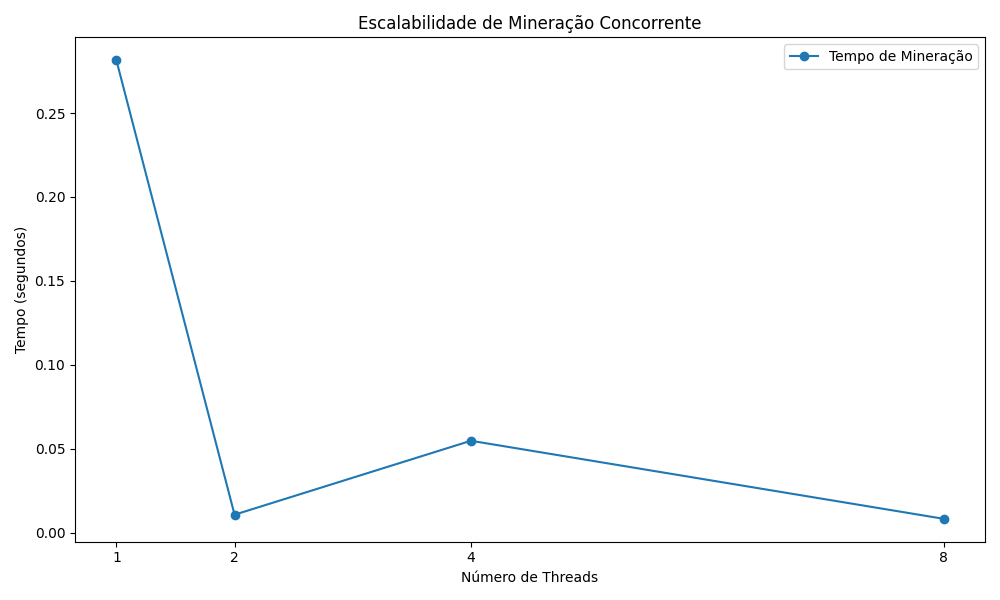 Escalabilidade de Mineração Concorrente
Tempo de Mineração
Tempo (segundos)
0.25
0.20
0.15
0.10
0.05
0.00
1 2 4 8
Número de Threads